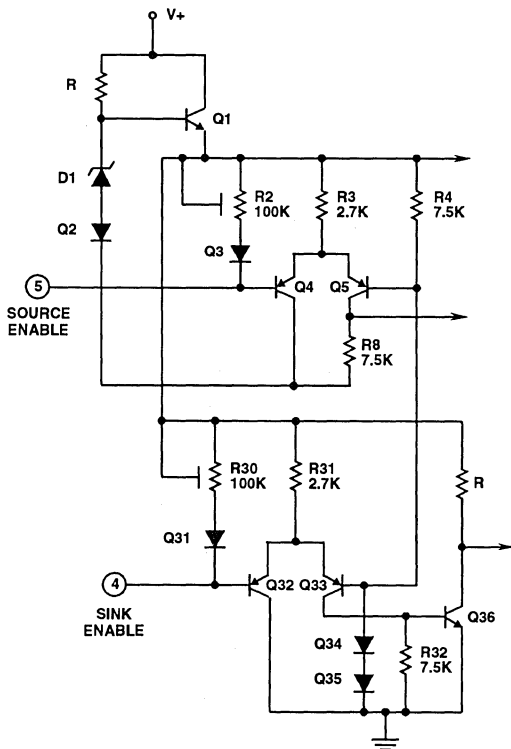 V+
R
Q1
D1
R2
100K
R3
2.7K
R4
7.5K
Q2
Q3
5
Q4
Q5
SOURCE
ENABLE
R8
7.5K
R30
100K
R31
2.7K
R
Q31
4
Q32
Q33
Q36
SINK
ENABLE
Q34
R32
7.5K
Q35